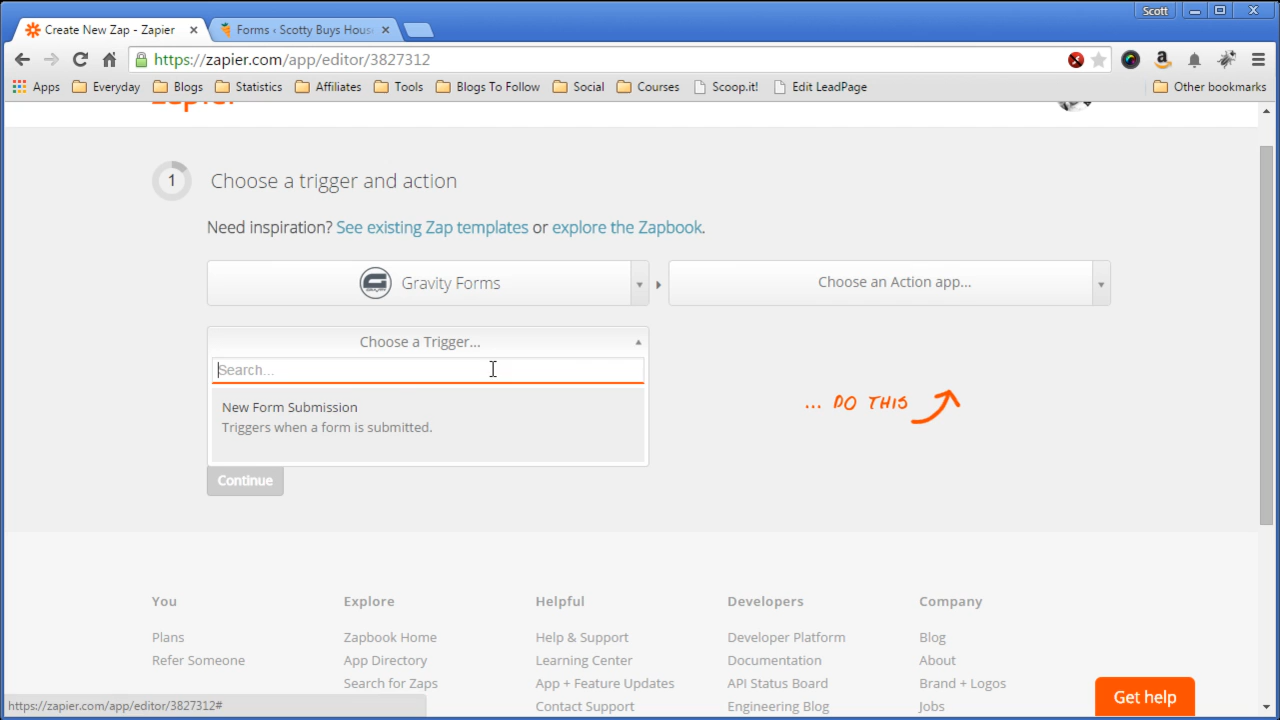 Scott
Create New Zap - Zapier
Forms ‹ Scotty Buys Hous
https://zapier.com/app/editor/3827312
Apps Everyday Blogs Statistics Affiliates Tools Blogs To Follow Social Courses Scoop.it! Edit LeadPage Other bookmarks
zapier
1 Choose a trigger and action
Need inspiration? See existing Zap templates or explore the Zapbook.
Gravity Forms
Choose an Action app...
Choose a Trigger...
Search...
New Form Submission
Triggers when a form is submitted.
... DO THIS
Continue
You Explore Helpful Developers Company
Plans Zapbook Home Help & Support Developer Platform Blog
Refer Someone App Directory Learning Center Documentation About
Search for Zaps App + Feature Updates API Status Board Brand + Logos
Contact Support Engineering Blog Jobs
Get help
https://zapier.com/app/editor/3827312#